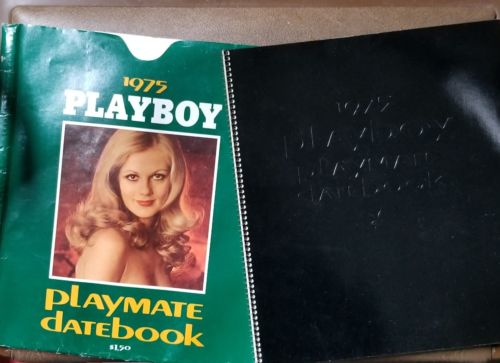 1975
PLAYBOY
playmate
datebook
$1.50
1975
playboy
playmate
datebook